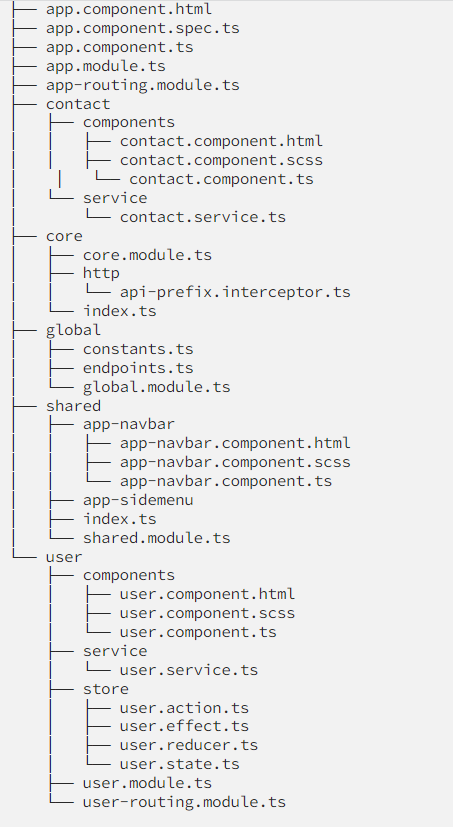 ├── app.component.html
├── app.component.spec.ts
├── app.component.ts
├── app.module.ts
├── app-routing.module.ts
├── contact
│   ├── components
│   │   ├── contact.component.html
│   │   ├── contact.component.scss
│    │   └── contact.component.ts
│   └── service
│       └── contact.service.ts
├── core
│   ├── core.module.ts
│   ├── http
│   │   └── api-prefix.interceptor.ts
│   └── index.ts
├── global
│   ├── constants.ts
│   ├── endpoints.ts
│   └── global.module.ts
├── shared
│   ├── app-navbar
│   │   ├── app-navbar.component.html
│   │   ├── app-navbar.component.scss
│   │   └── app-navbar.component.ts
│   ├── app-sidemenu
│   ├── index.ts
│   └── shared.module.ts
└── user
    ├── components
    │   ├── user.component.html
    │   ├── user.component.scss
    │   └── user.component.ts
    ├── service
    │   └── user.service.ts
    ├── store
    │   ├── user.action.ts
    │   ├── user.effect.ts
    │   ├── user.reducer.ts
    │   └── user.state.ts
    ├── user.module.ts
    └── user-routing.module.ts